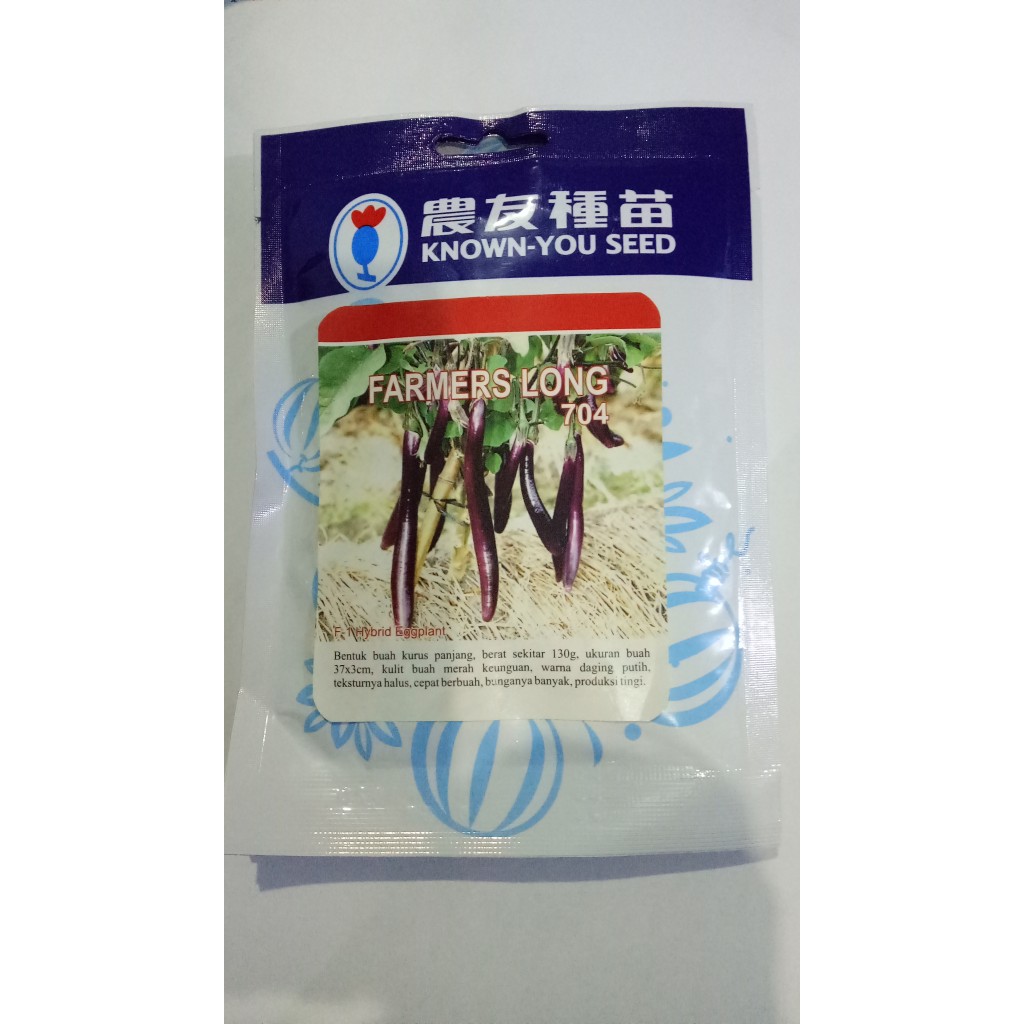 農友種苗
KNOWN-YOU SEED
FARMERS LONG
704
F-1 Hybrid Eggplant
Bentuk buah kurus panjang, berat sekitar 130g, ukuran buah
37x3cm, kulit buah merah keunguan, warna daging putih,
teksturnya halus, cepat berbuah, bunganya banyak, produksi tingi.